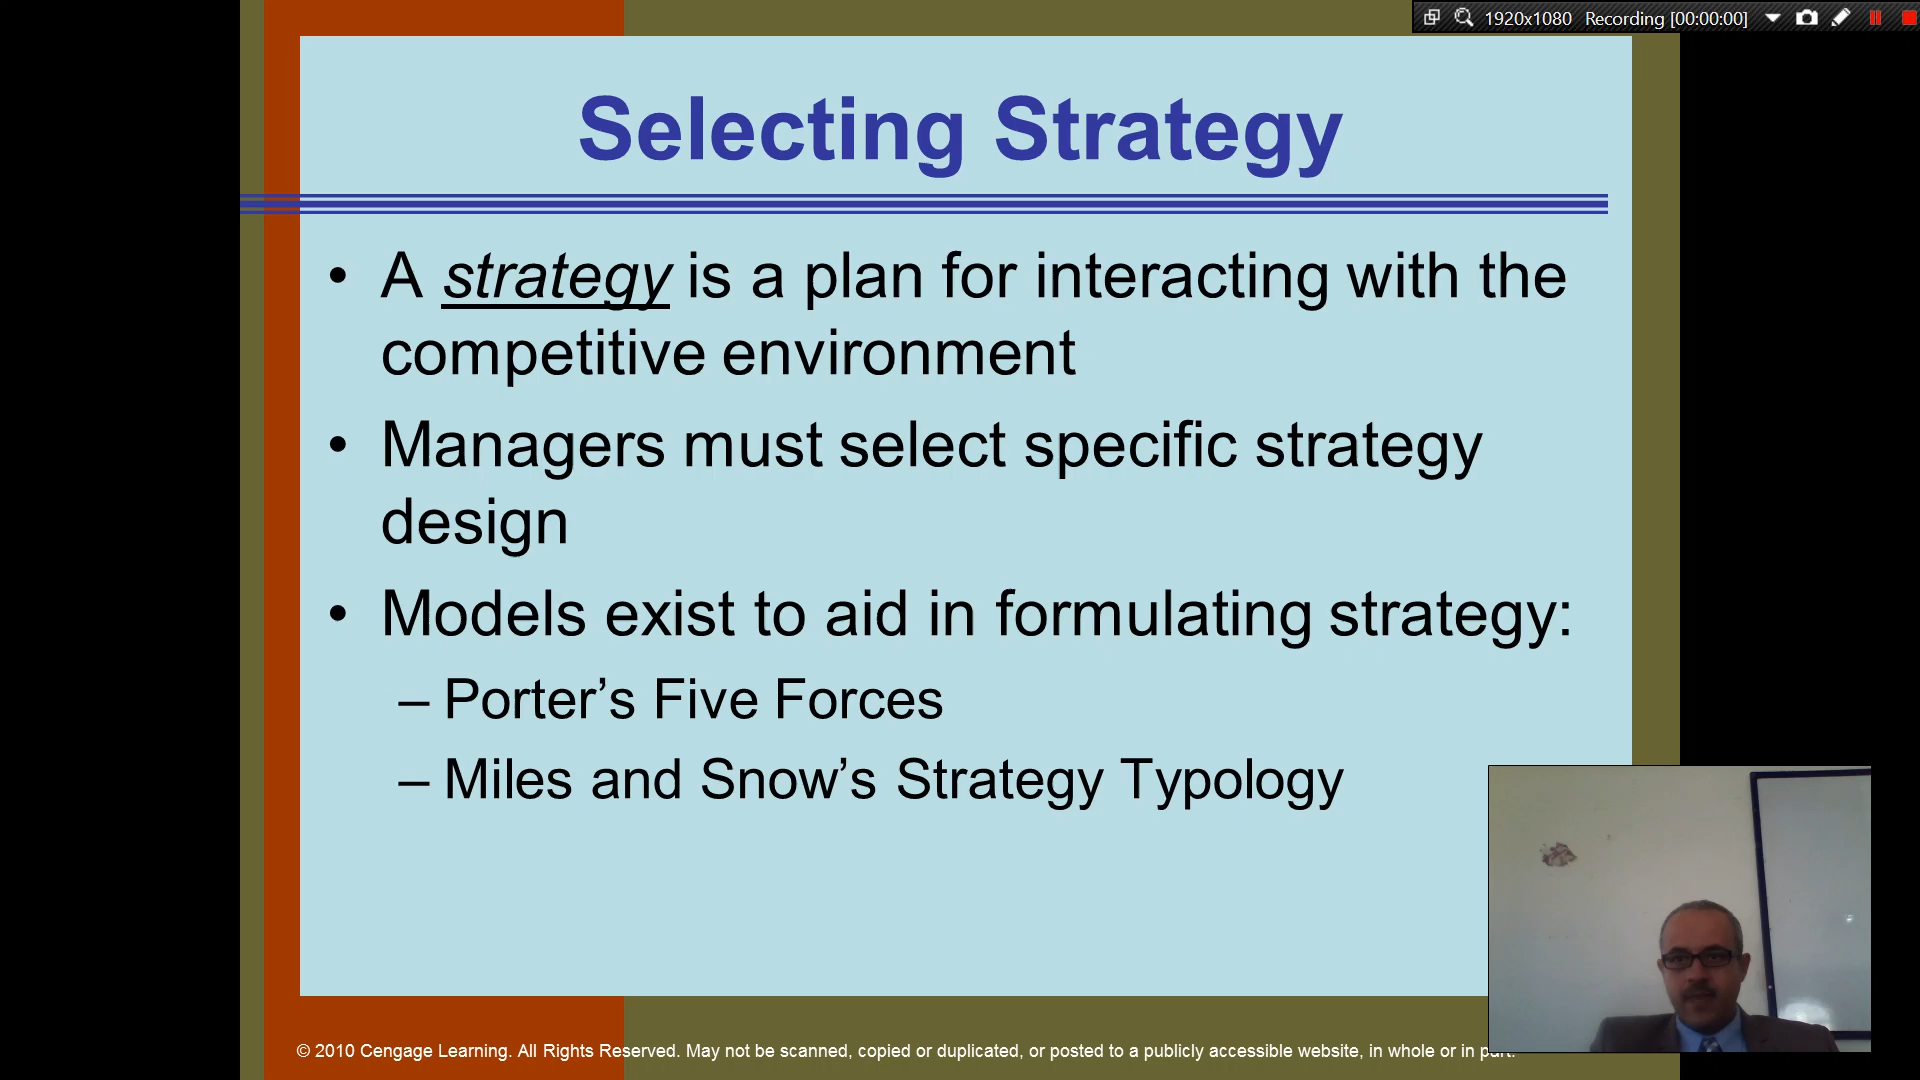 1920x1080 Recording [00:00:00]
Selecting Strategy
• A strategy is a plan for interacting with the
competitive environment
• Managers must select specific strategy
design
• Models exist to aid in formulating strategy:
– Porter’s Five Forces
– Miles and Snow’s Strategy Typology
© 2010 Cengage Learning. All Rights Reserved. May not be scanned, copied or duplicated, or posted to a publicly accessible website, in whole or in part.